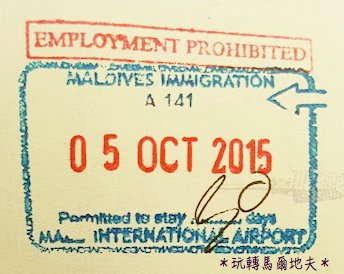 EMPLOYMENT PROHIBITED
MALDIVES IMMIGRATION
A 141
05 OCT 2015
Permitted to stay ........ days
INTERNATIONAL AIRPORT
*玩轉馬爾地夫*